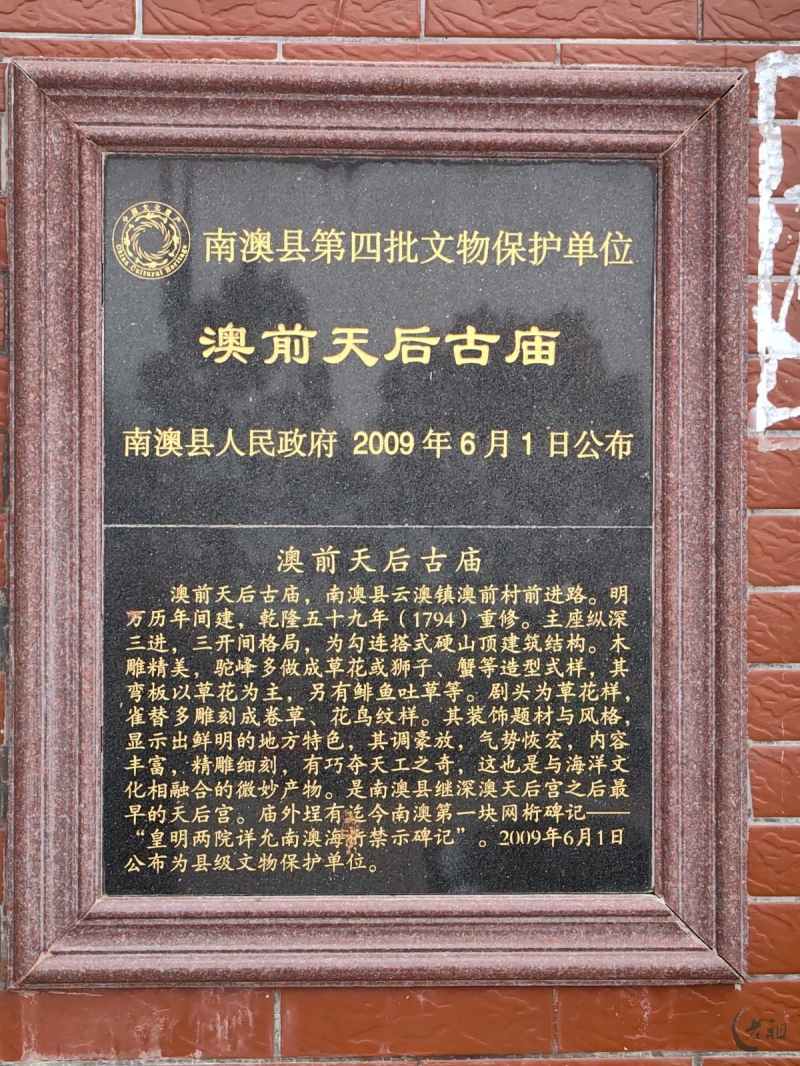 中国文化遗产
China Cultural Heritage
南澳县第四批文物保护单位
澳前天后古庙
南澳县人民政府 2009 年 6 月 1 日公布
澳前天后古庙
澳前天后古庙，南澳县云澳镇澳前村前进路。明
万历年间建，乾隆五十九年（1794）重修。主座纵深
三进，三开间格局，为勾连搭式硬山顶建筑结构。木
雕精美，驼峰多做成草花或狮子、蟹等造型式样，其
弯板以草花为主，另有鲱鱼吐草等。剧头为草花样，
雀替多雕刻成卷草、花鸟纹样。其装饰题材与风格，
显示出鲜明的地方特色，其调豪放，气势恢宏，内容
丰富，精雕细刻，有巧夺天工之奇，这也是与海洋文
化相融合的微妙产物。是南澳县继深澳天后宫之后最
早的天后宫。庙外埕有迄今南澳第一块网桁碑记——
“皇明两院详允南澳海桁禁示碑记”。2009年6月1日
公布为县级文物保护单位。